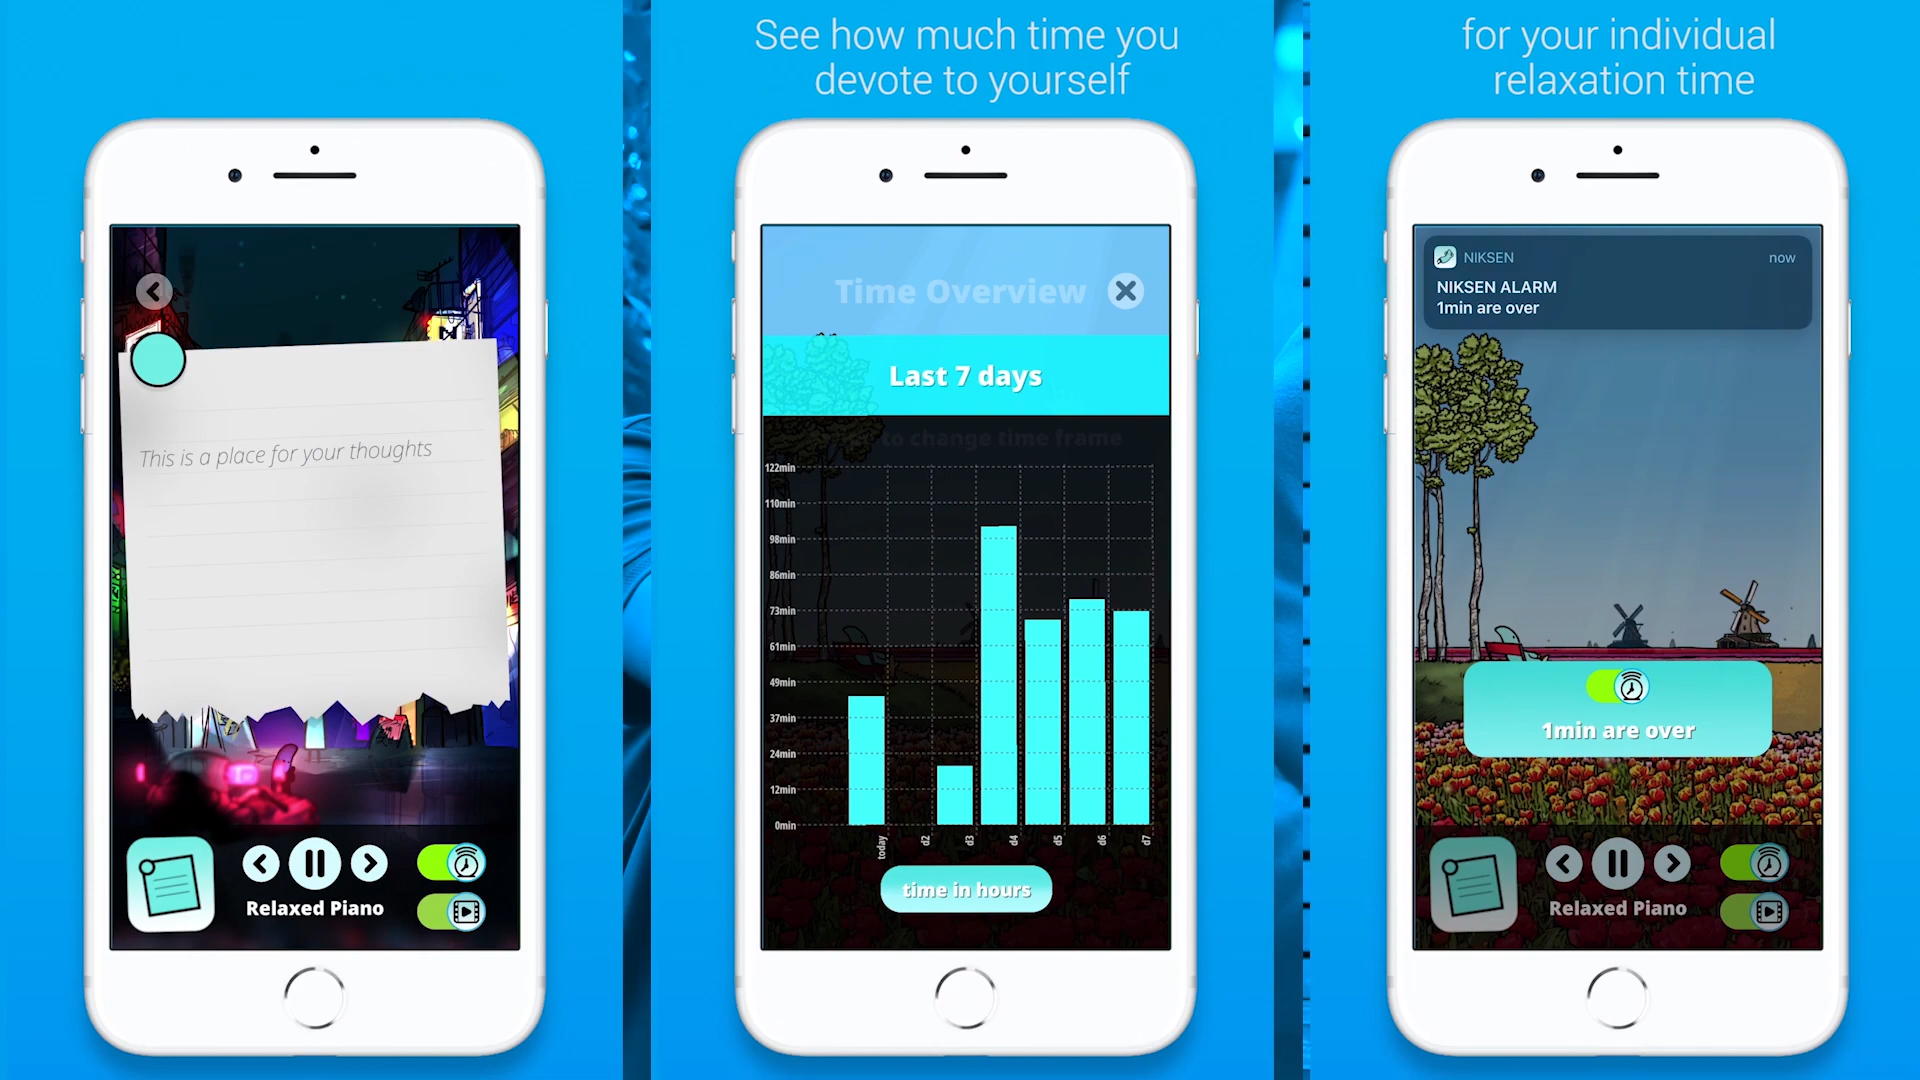 This is a place for your thoughts
Relaxed Piano
See how much time you
devote to yourself
Time Overview
Last 7 days
to change time frame
122min
110min
98min
86min
73min
61min
49min
37min
24min
12min
0min
today
d2
d3
d4
d5
d6
d7
time in hours
for your individual
relaxation time
NIKSEN
now
NIKSEN ALARM
1min are over
1min are over
Relaxed Piano